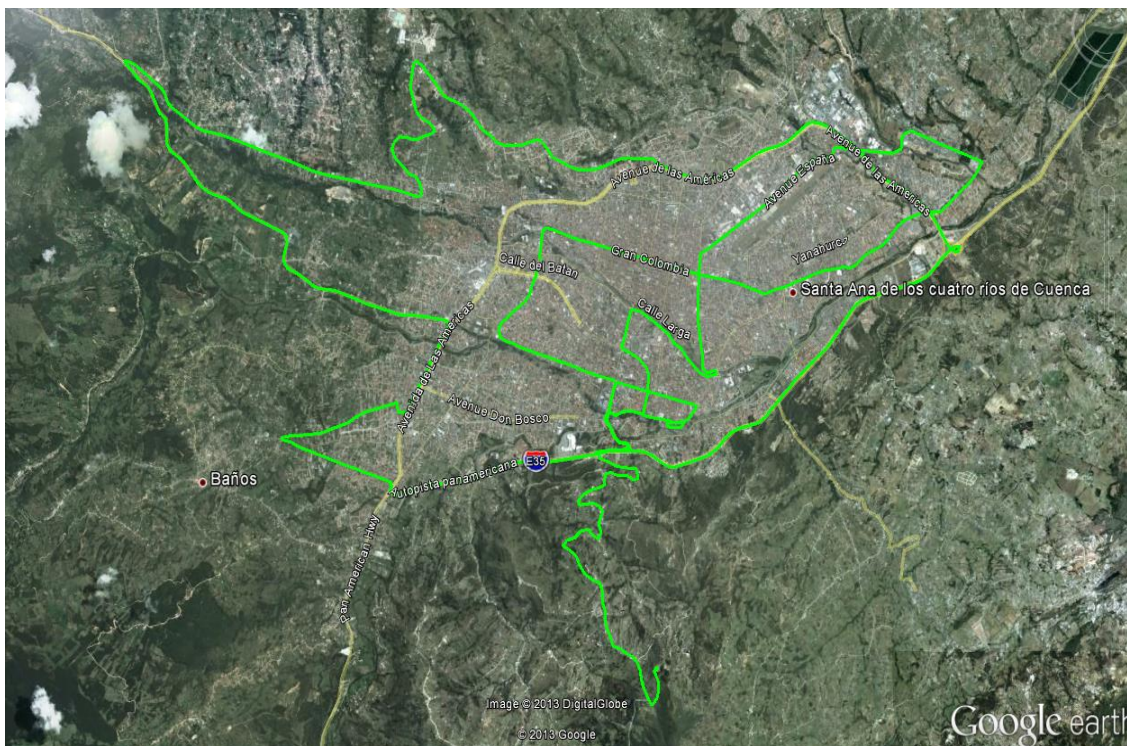 Avenue de las Américas
Avenue de las Américas
Avenue España
Gran Colombia
Yanahurco
Calle del Batan
Santa Ana de los cuatro ríos de Cuenca
Calle Larga
Avenida de Las Américas
Avenue Don Bosco
E35
Autopista panamericana
Baños
Pan American Hwy
Image © 2013 DigitalGlobe
© 2013 Google
Google earth